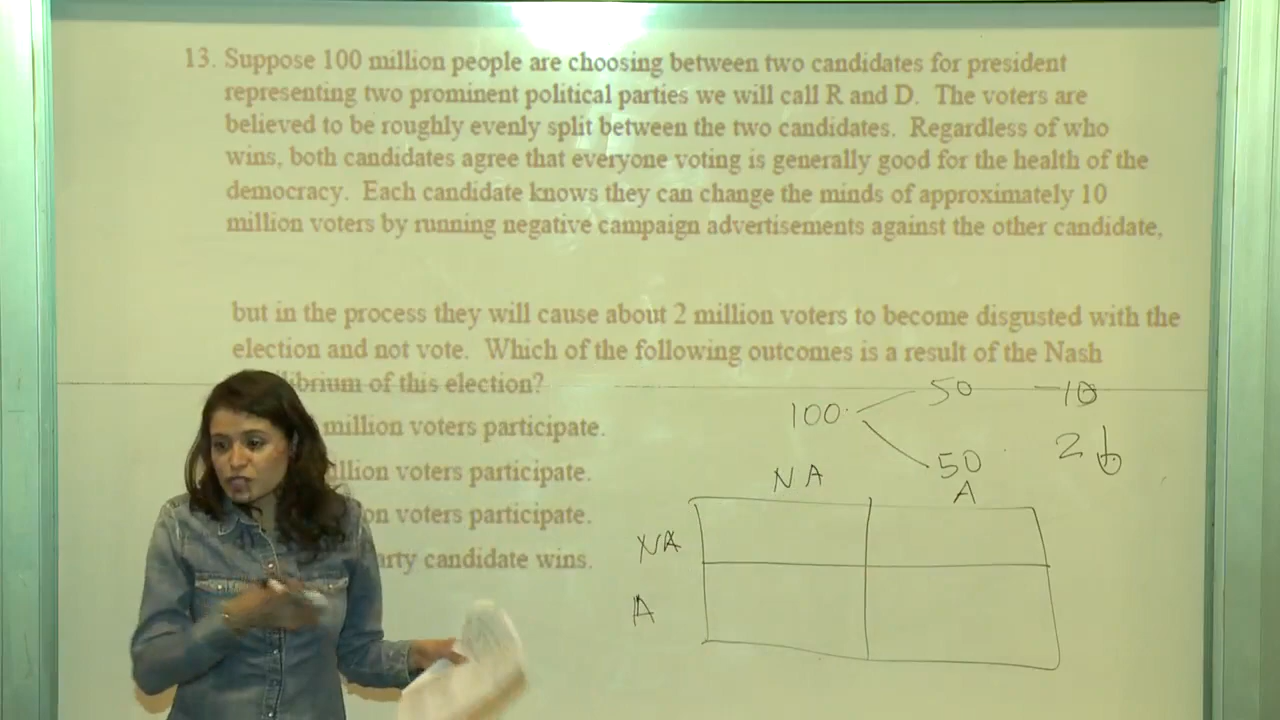 13. Suppose 100 million people are choosing between two candidates for president
representing two prominent political parties we will call R and D. The voters are
believed to be roughly evenly split between the two candidates. Regardless of who
wins, both candidates agree that everyone voting is generally good for the health of the
democracy. Each candidate knows they can change the minds of approximately 10
million voters by running negative campaign advertisements against the other candidate,
but in the process they will cause about 2 million voters to become disgusted with the
election and not vote. Which of the following outcomes is a result of the Nash
of this election?
million voters participate.
voters participate.
voters participate.
candidate wins.
100 50 -10
50 2 ↓
NA A
NA
A